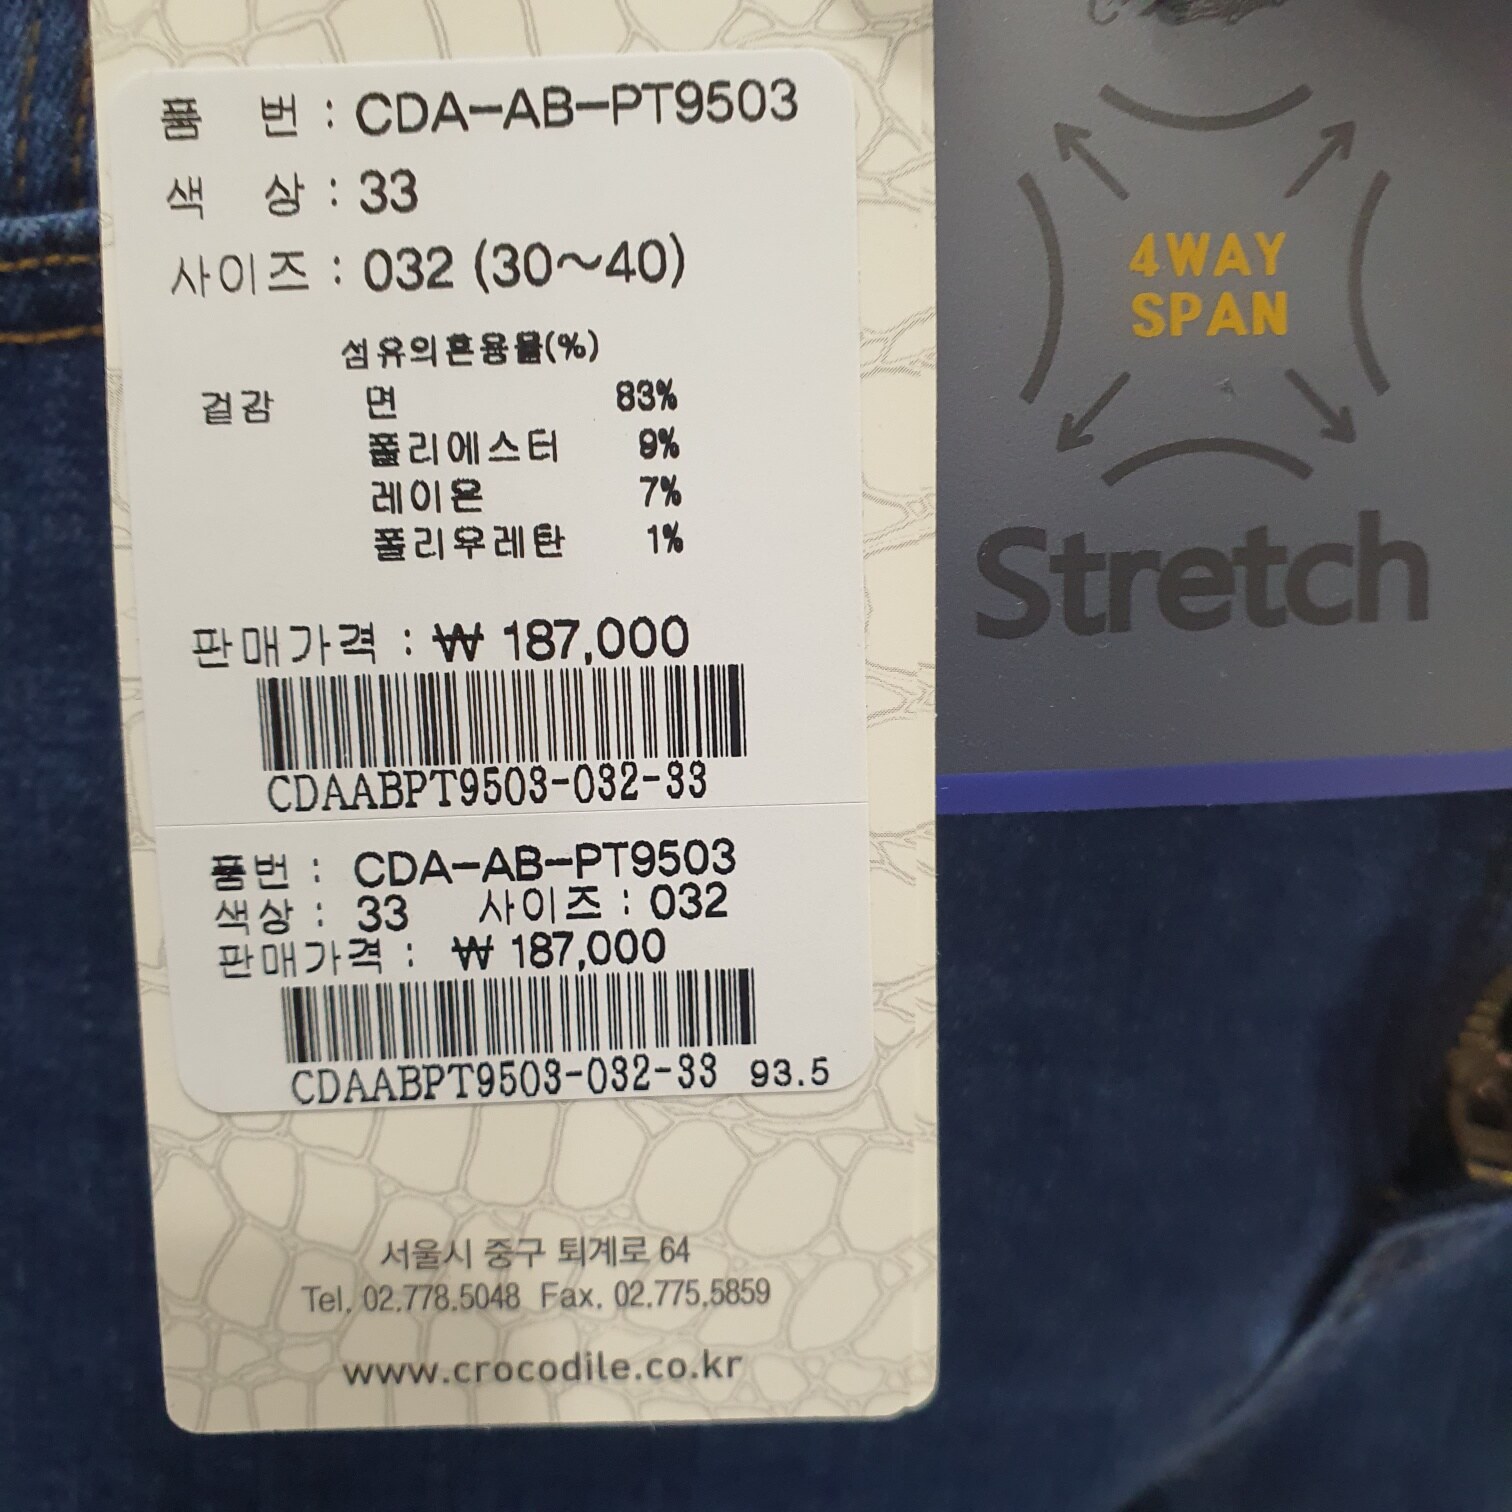 품 번 : CDA-AB-PT9503
색 상 : 33
사이즈 : 032 (30~40)
섬유의혼용율(%)
겉감 면 83%
폴리에스터 9%
레이온 7%
폴리우레탄 1%
판매가격 : ₩ 187,000
CDAABPT9503-032-33
품번 : CDA-AB-PT9503
색상 : 33 사이즈 : 032
판매가격 : ₩ 187,000
CDAABPT9503-032-33 93.5
서울시 중구 퇴계로 64
Tel. 02.778.5048 Fax. 02.775.5859
www.crocodile.co.kr
4WAY
SPAN
Stretch